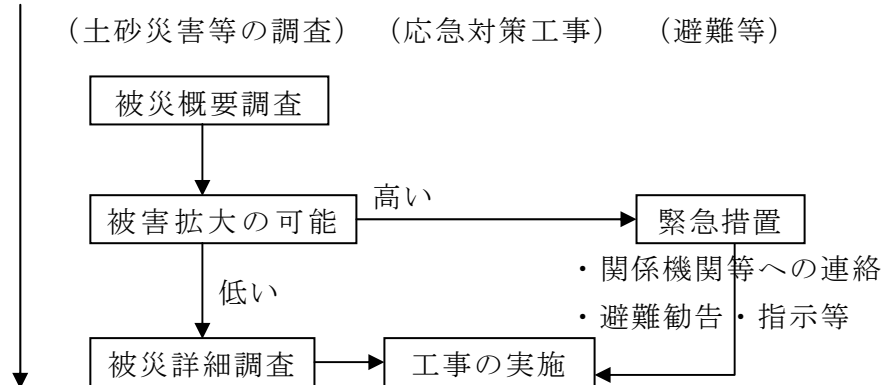 （土砂災害等の調査）（応急対策工事）（避難等）
被災概要調査
高い
被害拡大の可能
緊急措置
・関係機関等への連絡
低い
・避難勧告・指示等
被災詳細調査
工事の実施